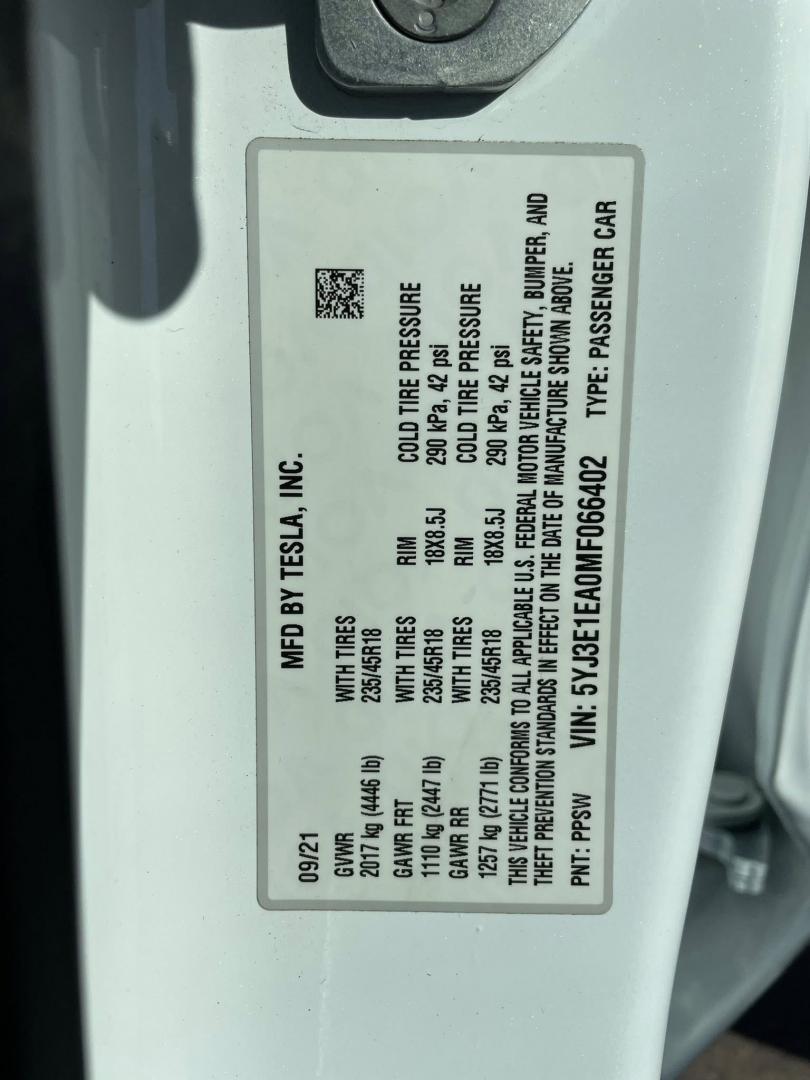 MFD BY TESLA, INC.
09/21
GVWR WITH TIRES
2017 kg (4446 lb) 235/45R18
GAWR FRT WITH TIRES RIM COLD TIRE PRESSURE
1110 kg (2447 lb) 235/45R18 18X8.5J 290 kPa, 42 psi
GAWR RR WITH TIRES RIM COLD TIRE PRESSURE
1257 kg (2771 lb) 235/45R18 18X8.5J 290 kPa, 42 psi
THIS VEHICLE CONFORMS TO ALL APPLICABLE U.S. FEDERAL MOTOR VEHICLE SAFETY, BUMPER, AND
THEFT PREVENTION STANDARDS IN EFFECT ON THE DATE OF MANUFACTURE SHOWN ABOVE.
PNT: PPSW VIN: 5YJ3E1EA0MF066402 TYPE: PASSENGER CAR